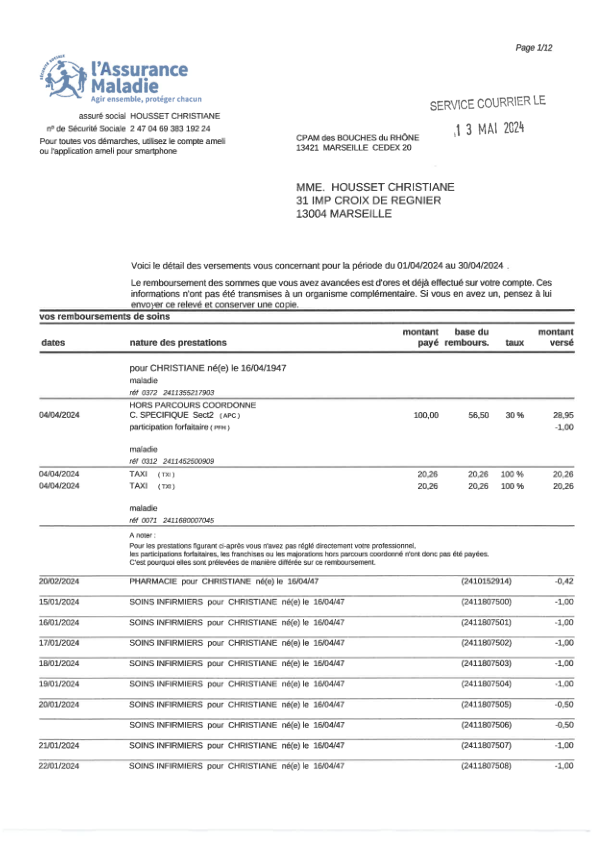 Page 1/12
SÉCURITÉ SOCIALE
l'Assurance
Maladie
Agir ensemble, protéger chacun
SERVICE COURRIER LE
13 MAI 2024
assuré social HOUSSET CHRISTIANE
nº de Sécurité Sociale 2 47 04 69 383 192 24
Pour toutes vos démarches, utilisez le compte ameli
ou l'application ameli pour smartphone
CPAM des BOUCHES du RHÔNE
13421 MARSEILLE CEDEX 20
MME. HOUSSET CHRISTIANE
31 IMP CROIX DE REGNIER
13004 MARSEILLE
Voici le détail des versements vous concernant pour la période du 01/04/2024 au 30/04/2024 .
Le remboursement des sommes que vous avez avancées est d'ores et déjà effectué sur votre compte. Ces
informations n'ont pas été transmises à un organisme complémentaire. Si vous en avez un, pensez à lui
envoyer ce relevé et conserver une copie.
vos remboursements de soins
dates nature des prestations montant payé base du rembours. taux montant versé
pour CHRISTIANE né(e) le 16/04/1947
maladie
réf 0372 2411355217903
HORS PARCOURS COORDONNE
04/04/2024 C. SPECIFIQUE Sect2 ( APC ) 100,00 56,50 30 % 28,95
participation forfaitaire ( PFH ) -1,00
maladie
réf 0312 2411452500909
04/04/2024 TAXI ( TXI ) 20,26 20,26 100 % 20,26
04/04/2024 TAXI ( TXI ) 20,26 20,26 100 % 20,26
maladie
réf 0071 2411680007045
A noter :
Pour les prestations figurant ci-après vous n'avez pas réglé directement votre professionnel,
les participations forfaitaires, les franchises ou les majorations hors parcours coordonné n'ont donc pas été payées.
C'est pourquoi elles sont prélevées de manière différée sur ce remboursement.
20/02/2024 PHARMACIE pour CHRISTIANE né(e) le 16/04/47 (2410152914) -0,42
15/01/2024 SOINS INFIRMIERS pour CHRISTIANE né(e) le 16/04/47 (2411807500) -1,00
16/01/2024 SOINS INFIRMIERS pour CHRISTIANE né(e) le 16/04/47 (2411807501) -1,00
17/01/2024 SOINS INFIRMIERS pour CHRISTIANE né(e) le 16/04/47 (2411807502) -1,00
18/01/2024 SOINS INFIRMIERS pour CHRISTIANE né(e) le 16/04/47 (2411807503) -1,00
19/01/2024 SOINS INFIRMIERS pour CHRISTIANE né(e) le 16/04/47 (2411807504) -1,00
20/01/2024 SOINS INFIRMIERS pour CHRISTIANE né(e) le 16/04/47 (2411807505) -0,50
SOINS INFIRMIERS pour CHRISTIANE né(e) le 16/04/47 (2411807506) -0,50
21/01/2024 SOINS INFIRMIERS pour CHRISTIANE né(e) le 16/04/47 (2411807507) -1,00
22/01/2024 SOINS INFIRMIERS pour CHRISTIANE né(e) le 16/04/47 (2411807508) -1,00